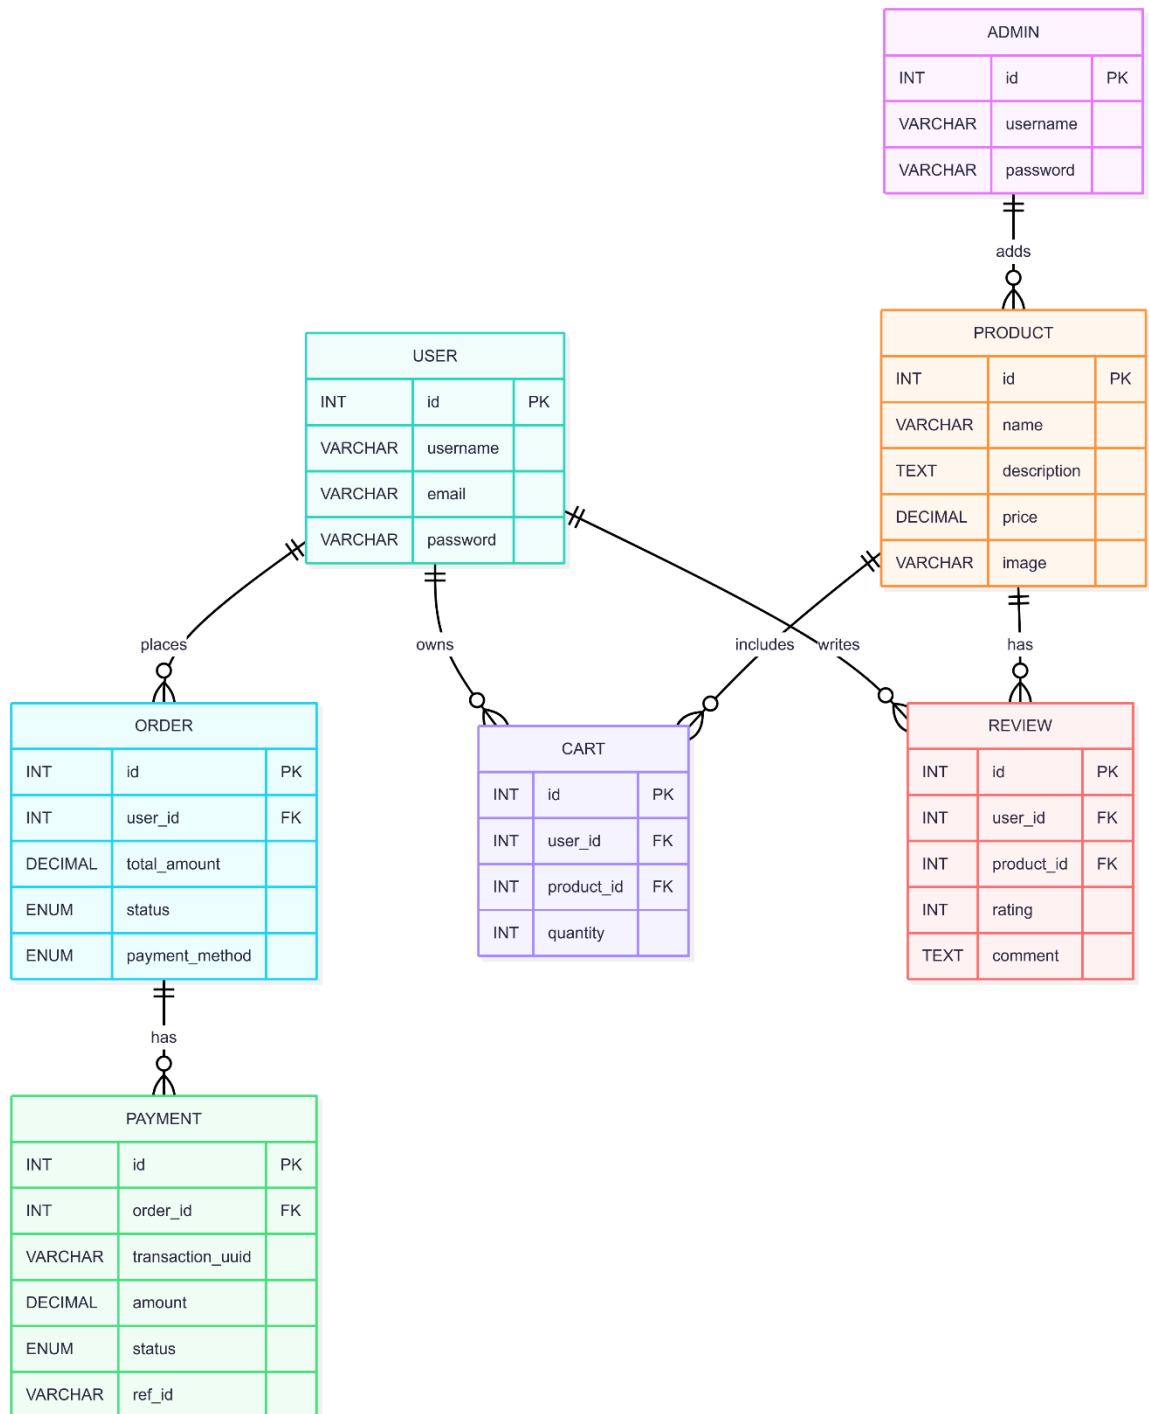 ADMIN
INT id PK
VARCHAR username
VARCHAR password
adds
PRODUCT
INT id PK
VARCHAR name
TEXT description
DECIMAL price
VARCHAR image
USER
INT id PK
VARCHAR username
VARCHAR email
VARCHAR password
places
owns
includes
writes
has
ORDER
INT id PK
INT user_id FK
DECIMAL total_amount
ENUM status
ENUM payment_method
CART
INT id PK
INT user_id FK
INT product_id FK
INT quantity
REVIEW
INT id PK
INT user_id FK
INT product_id FK
INT rating
TEXT comment
has
PAYMENT
INT id PK
INT order_id FK
VARCHAR transaction_uuid
DECIMAL amount
ENUM status
VARCHAR ref_id